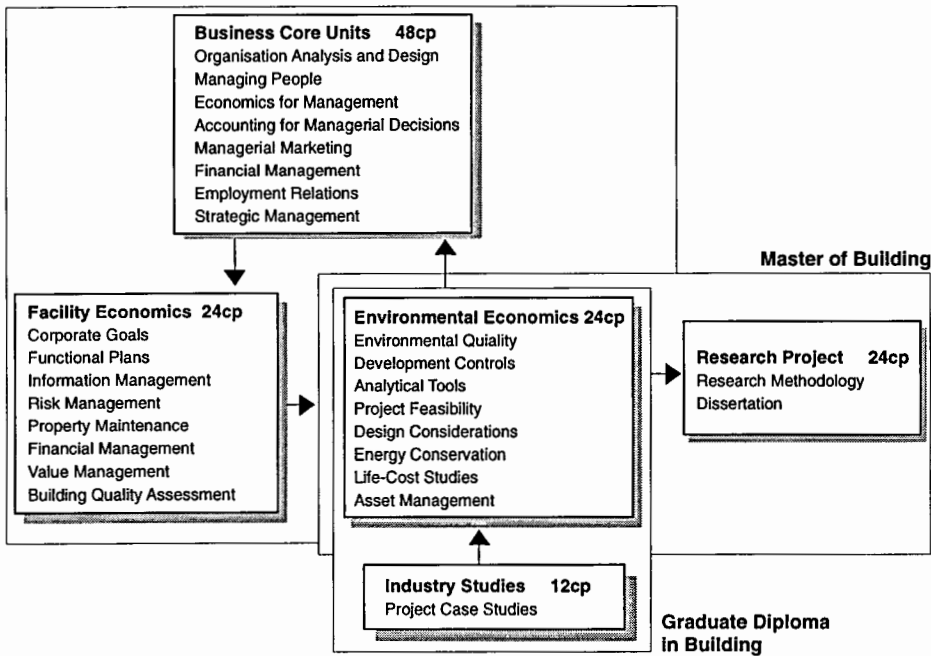 Business Core Units 48cp
Organisation Analysis and Design
Managing People
Economics for Management
Accounting for Managerial Decisions
Managerial Marketing
Financial Management
Employment Relations
Strategic Management
Master of Building
Facility Economics 24cp
Corporate Goals
Functional Plans
Information Management
Risk Management
Property Maintenance
Financial Management
Value Management
Building Quality Assessment
Environmental Economics 24cp
Environmental Quiality
Development Controls
Analytical Tools
Project Feasibility
Design Considerations
Energy Conservation
Life-Cost Studies
Asset Management
Research Project 24cp
Research Methodology
Dissertation
Industry Studies 12cp
Project Case Studies
Graduate Diploma
in Building